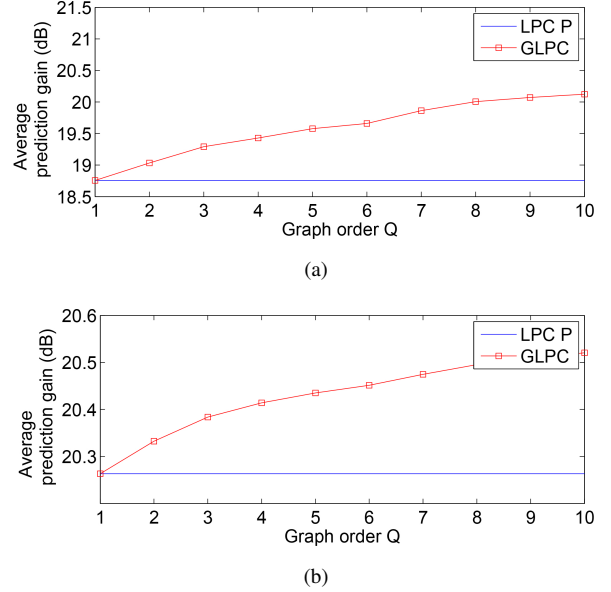 21.5
21
20.5
20
19.5
19
18.5
Average
prediction gain (dB)
LPC P
GLPC
1 2 3 4 5 6 7 8 9 10
Graph order Q
(a)
20.6
20.5
20.4
20.3
Average
prediction gain (dB)
LPC P
GLPC
1 2 3 4 5 6 7 8 9 10
Graph order Q
(b)